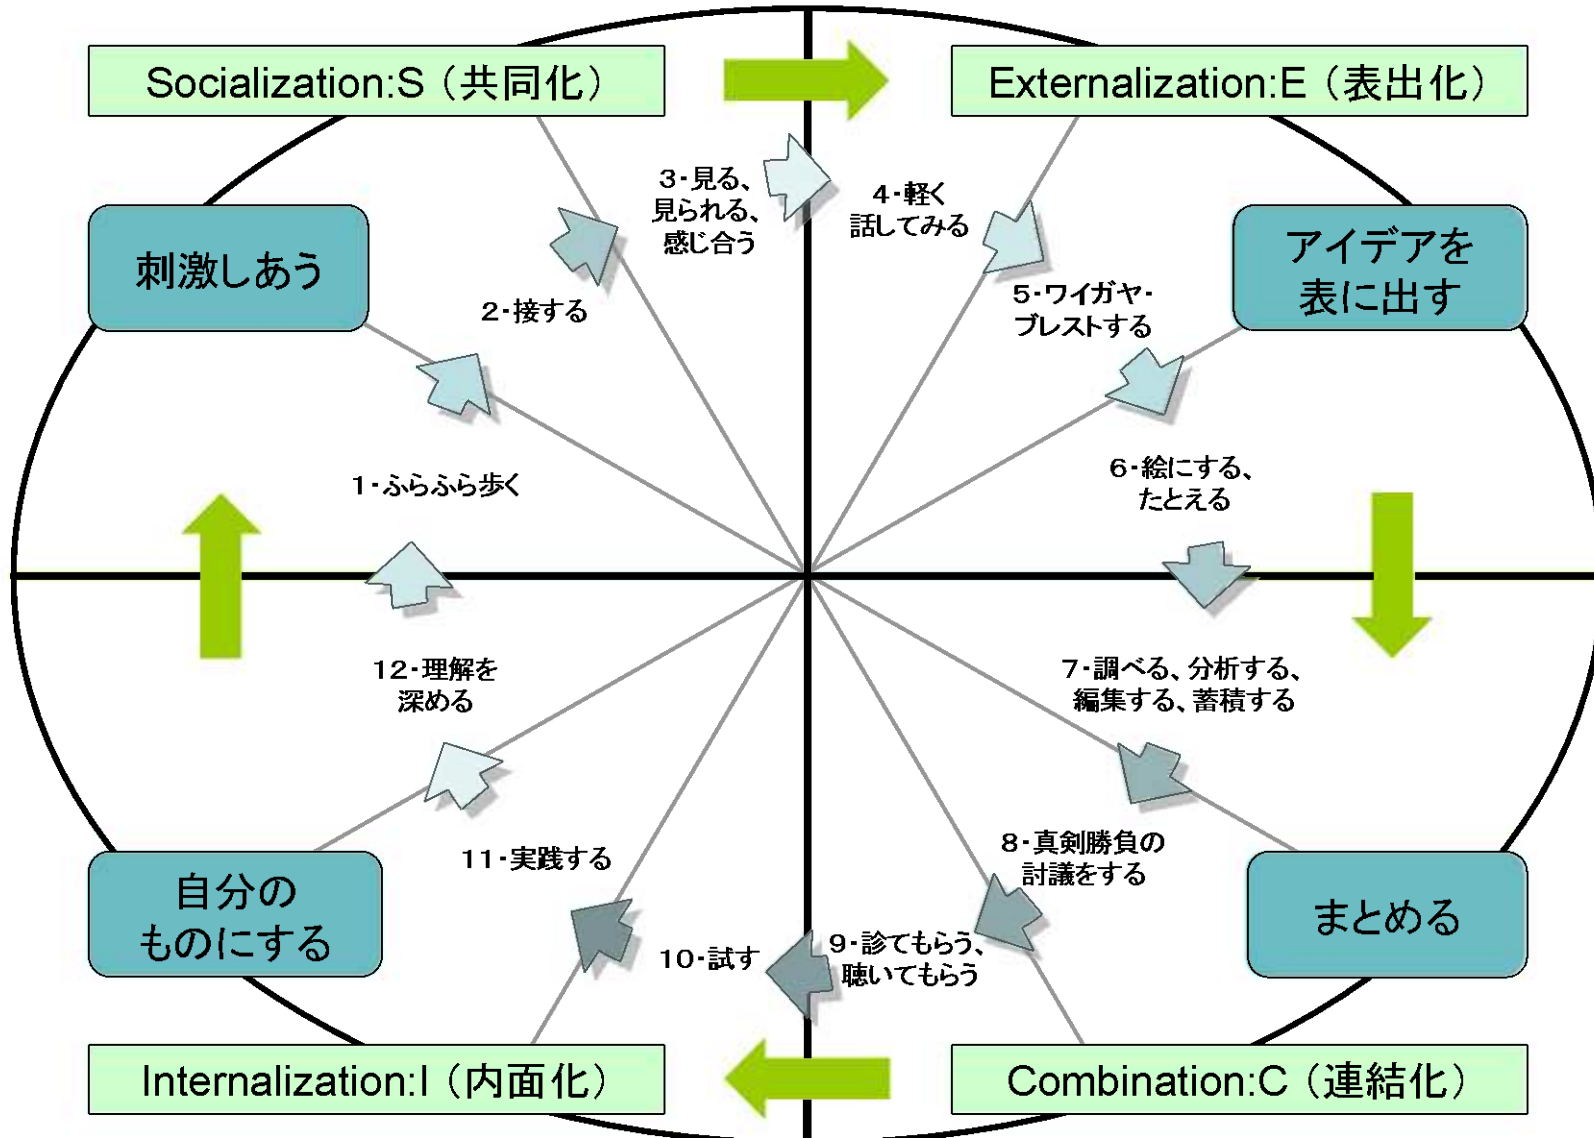 Socialization:S（共同化）
Externalization:E（表出化）
刺激しあう
アイデアを
表に出す
1・ふらふら歩く
2・接する
3・見る、
見られる、
感じ合う
4・軽く
話してみる
5・ワイガヤ・
ブレストする
6・絵にする、
たとえる
7・調べる、分析する、
編集する、蓄積する
8・真剣勝負の
討議をする
9・診てもらう、
聴いてもらう
10・試す
11・実践する
12・理解を
深める
自分の
ものにする
まとめる
Internalization:I（内面化）
Combination:C（連結化）